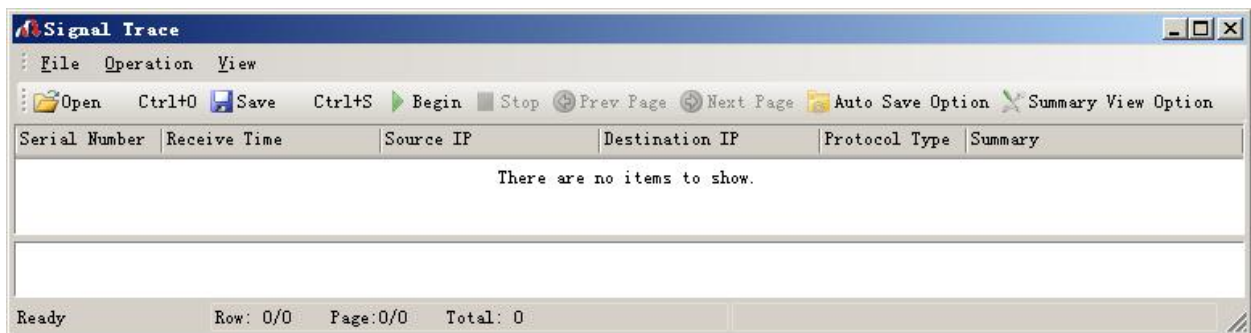 Signal Trace
File Operation View
Open Ctrl+O Save Ctrl+S Begin Stop Prev Page Next Page Auto Save Option Summary View Option
Serial Number Receive Time Source IP Destination IP Protocol Type Summary
There are no items to show.
Ready Row: 0/0 Page:0/0 Total: 0